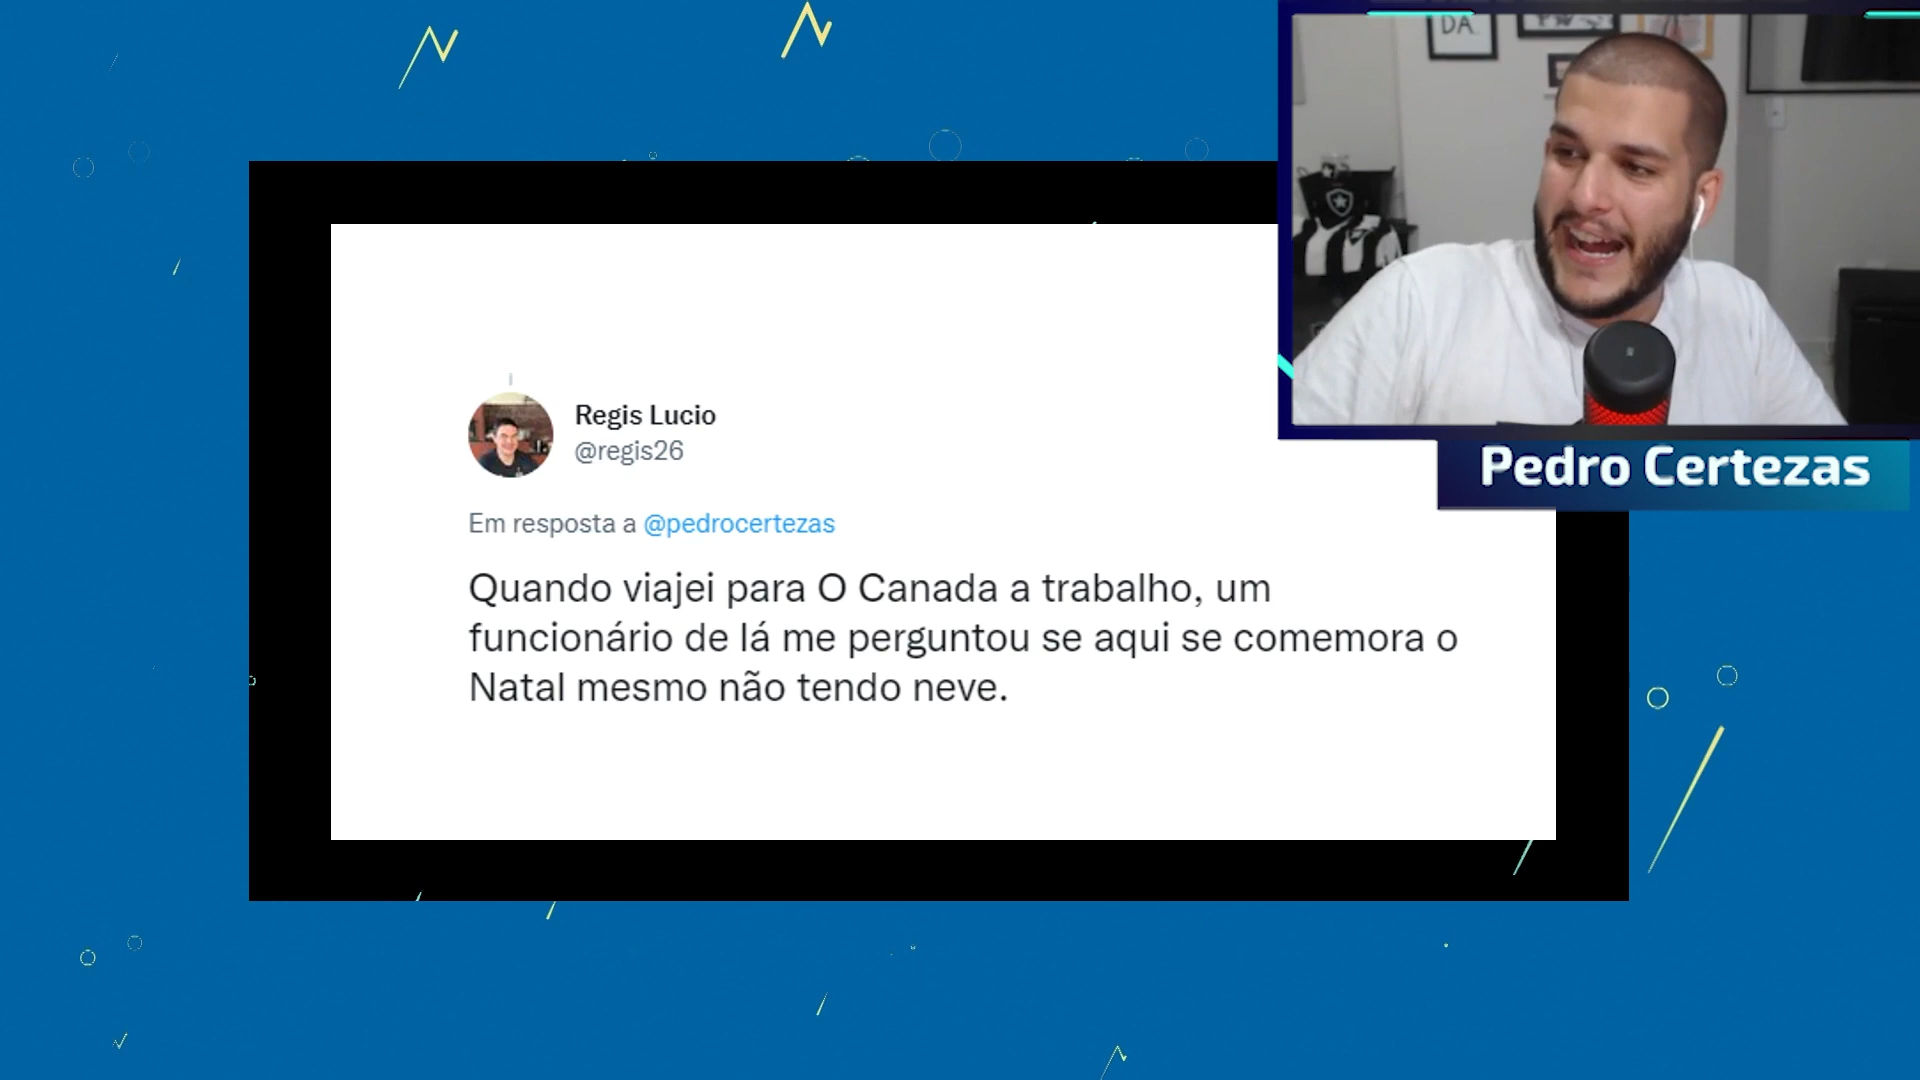 DA
Regis Lucio
@regis26
Em resposta a @pedrocertezas
Quando viajei para O Canada a trabalho, um
funcionário de lá me perguntou se aqui se comemora o
Natal mesmo não tendo neve.
Pedro Certezas